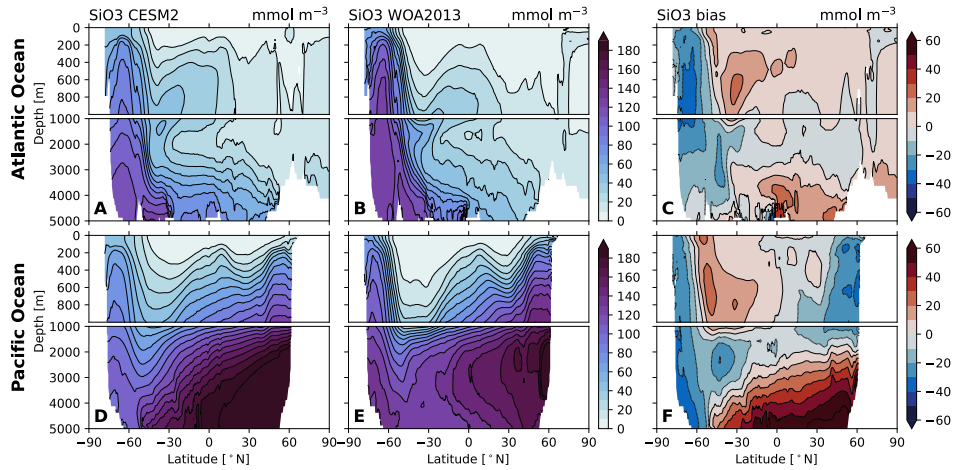 SiO3 CESM2 mmol m⁻³
SiO3 WOA2013 mmol m⁻³
SiO3 bias mmol m⁻³
Atlantic Ocean
Depth [m]
0
200
400
600
800
1000
2000
3000
4000
5000
A
B
C
180
160
140
120
100
80
60
40
20
0
60
40
20
0
−20
−40
−60
Pacific Ocean
Depth [m]
0
200
400
600
800
1000
2000
3000
4000
5000
D
E
F
180
160
140
120
100
80
60
40
20
0
60
40
20
0
−20
−40
−60
−90 −60 −30 0 30 60 90
−90 −60 −30 0 30 60 90
−90 −60 −30 0 30 60 90
Latitude [°N]
Latitude [°N]
Latitude [°N]